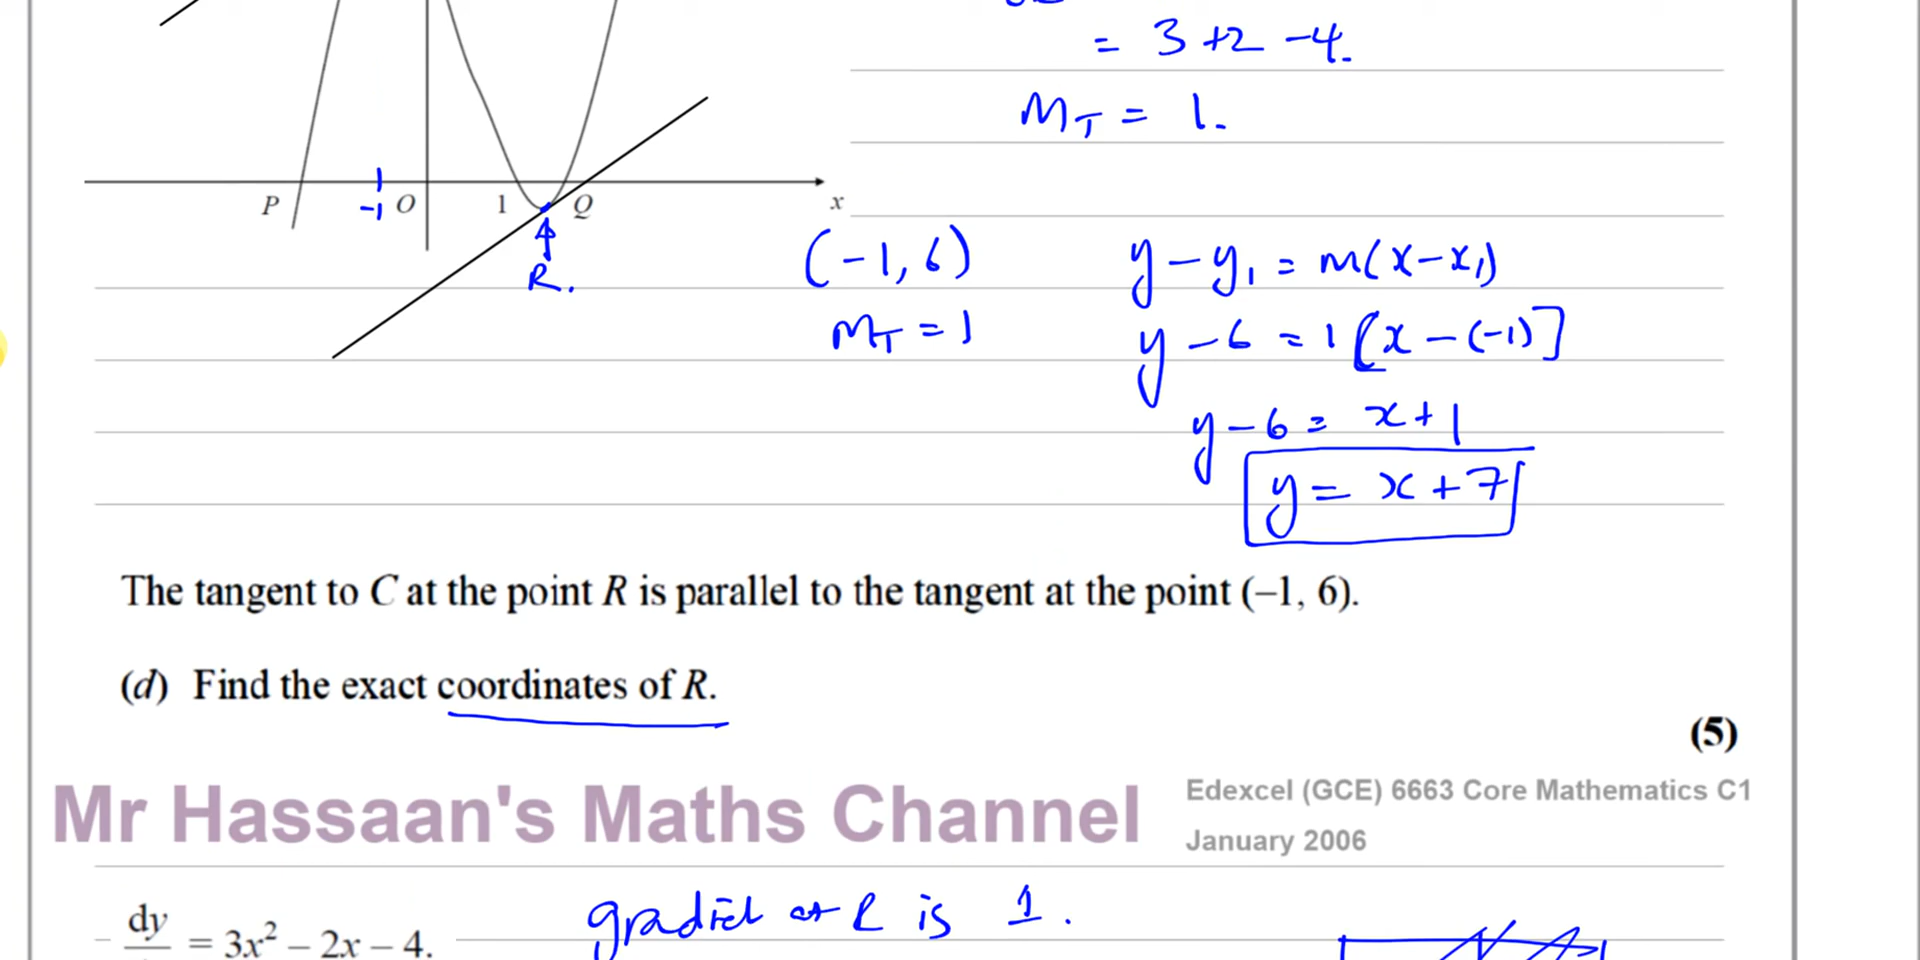 = 3 +2 -4.
M_T = 1.
P -1 O 1 Q x
R.
(-1, 6)
M_T = 1
y - y₁ = m(x - x₁)
y - 6 = 1[x - (-1)]
y - 6 = x + 1
y = x + 7
The tangent to C at the point R is parallel to the tangent at the point (–1, 6).
(d) Find the exact coordinates of R.
(5)
Mr Hassaan's Maths Channel
Edexcel (GCE) 6663 Core Mathematics C1
January 2006
dy = 3x² – 2x – 4.
gradiet at R is 1.